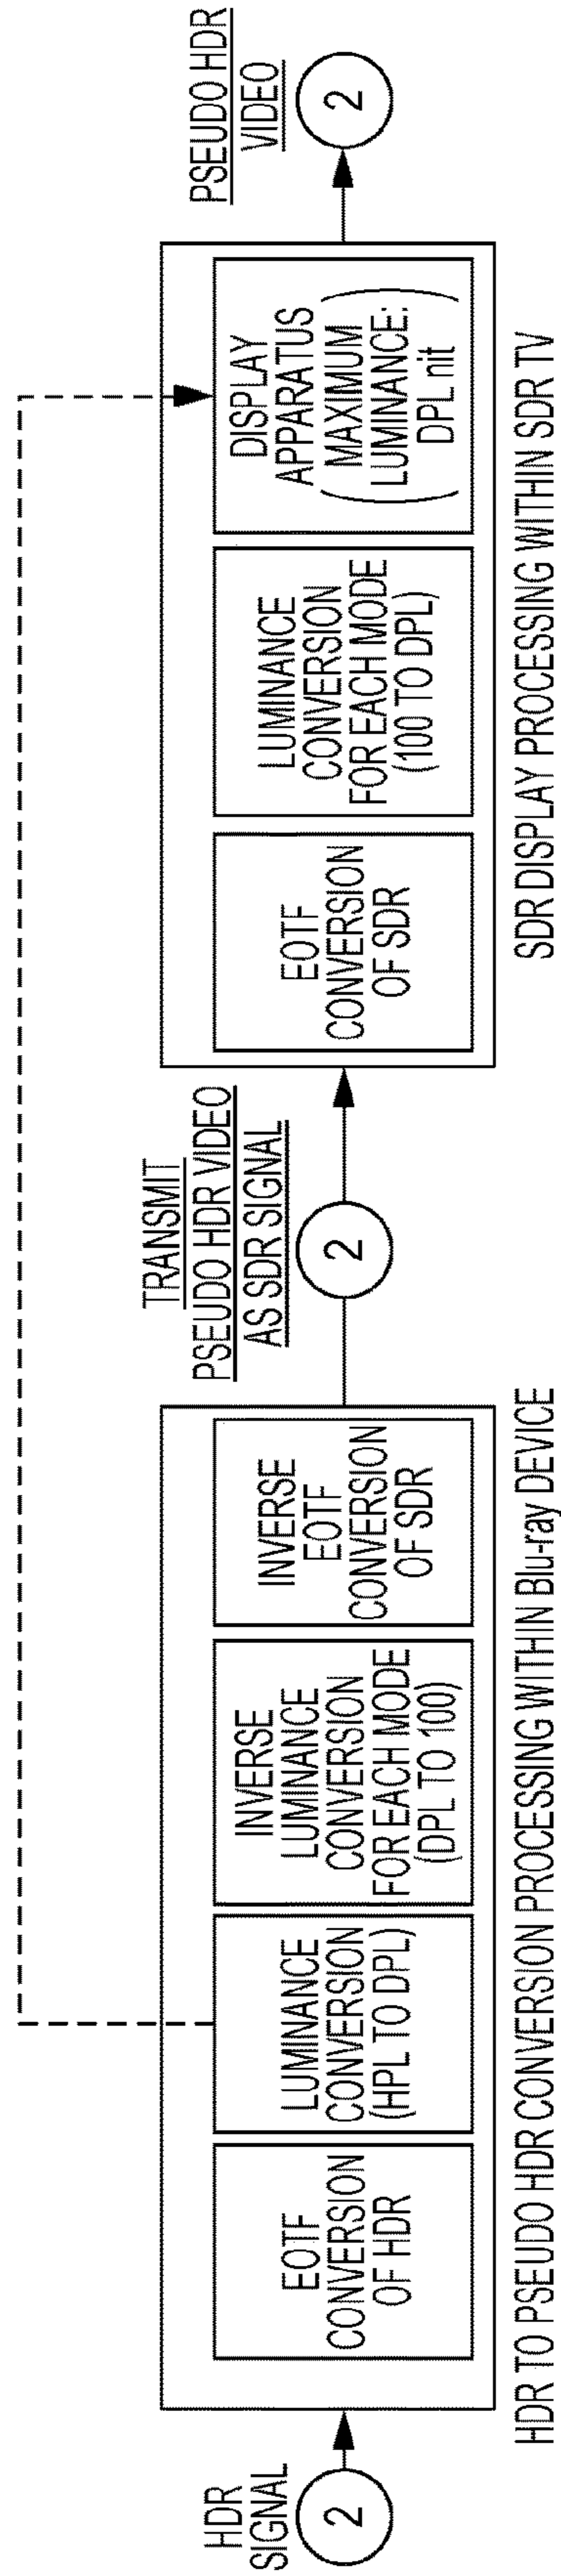 HDR
SIGNAL
2
EOTF
CONVERSION
OF HDR
LUMINANCE
CONVERSION
(HPL TO DPL)
INVERSE
LUMINANCE
CONVERSION
FOR EACH MODE
(DPL TO 100)
INVERSE
EOTF
CONVERSION
OF SDR
HDR TO PSEUDO HDR CONVERSION PROCESSING WITHIN Blu-ray DEVICE
TRANSMIT
PSEUDO HDR VIDEO
AS SDR SIGNAL
2
EOTF
CONVERSION
OF SDR
LUMINANCE
CONVERSION
FOR EACH MODE
(100 TO DPL)
DISPLAY
APPARATUS
(MAXIMUM
LUMINANCE:
DPL nit)
SDR DISPLAY PROCESSING WITHIN SDR TV
PSEUDO HDR
VIDEO
2